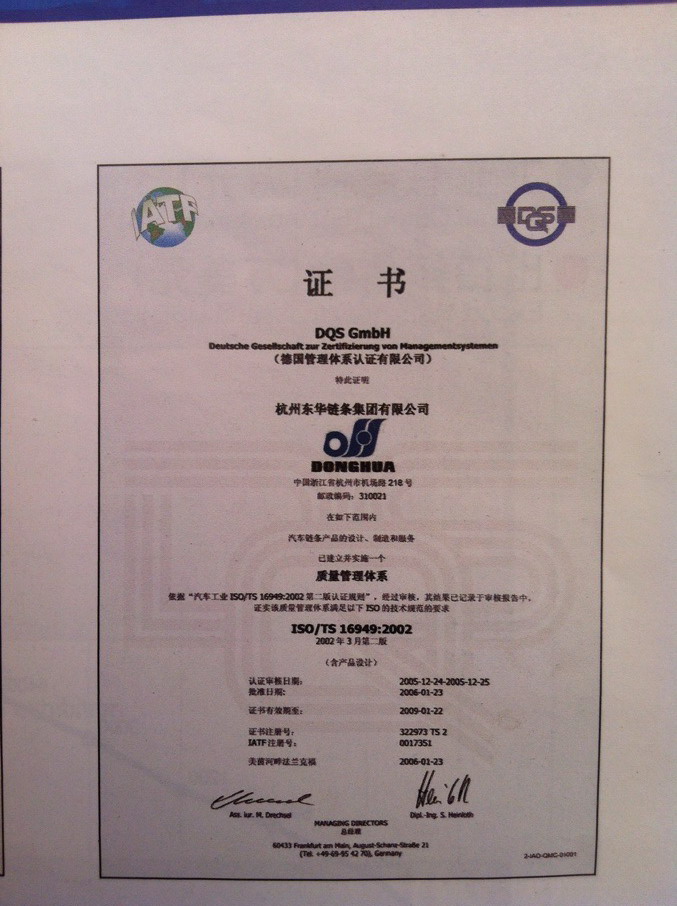 IATF
DQS
证 书
DQS GmbH
Deutsche Gesellschaft zur Zertifizierung von Managementsystemen
（德国管理体系认证有限公司）
特此证明
杭州东华链条集团有限公司
DONGHUA
中国浙江省杭州市机场路 218 号
邮政编码：310021
在如下范围内
汽车链条产品的设计、制造和服务
已建立并实施一个
质量管理体系
依据“汽车工业 ISO/TS 16949:2002 第二版认证规则”，经过审核，其结果已记录于审核报告中，
证实该质量管理体系满足以下 ISO 的技术规范的要求
ISO/TS 16949:2002
2002 年 3 月第二版
（含产品设计）
认证审核日期： 2005-12-24-2005-12-25
批准日期: 2006-01-23
证书有效期至： 2009-01-22
证书注册号： 322973 TS 2
IATF 注册号： 0017351
美茵河畔法兰克福 2006-01-23
Ass. iur. M. Drechsel Dipl.-Ing. S. Heinloth
MANAGING DIRECTORS
总经理
60433 Frankfurt am Main, August-Schanz-Straße 21
(Tel. +49-69-95 42 70), Germany
2-IAO-QMC-01001